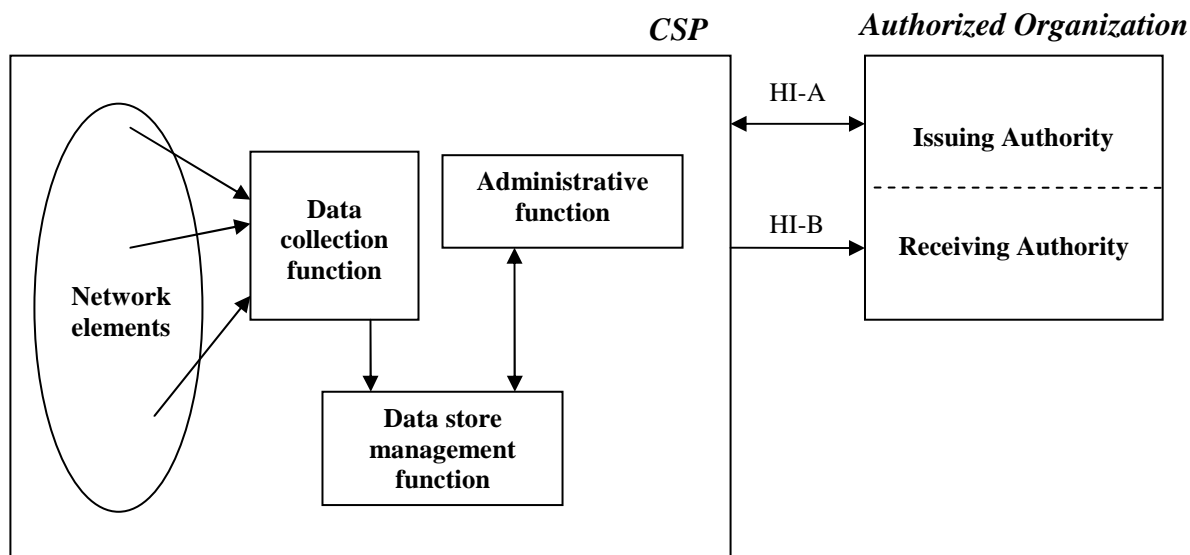 CSP
Authorized Organization
HI-A
Issuing Authority
Administrative
function
Data
collection
function
HI-B
Receiving Authority
Network
elements
Data store
management
function